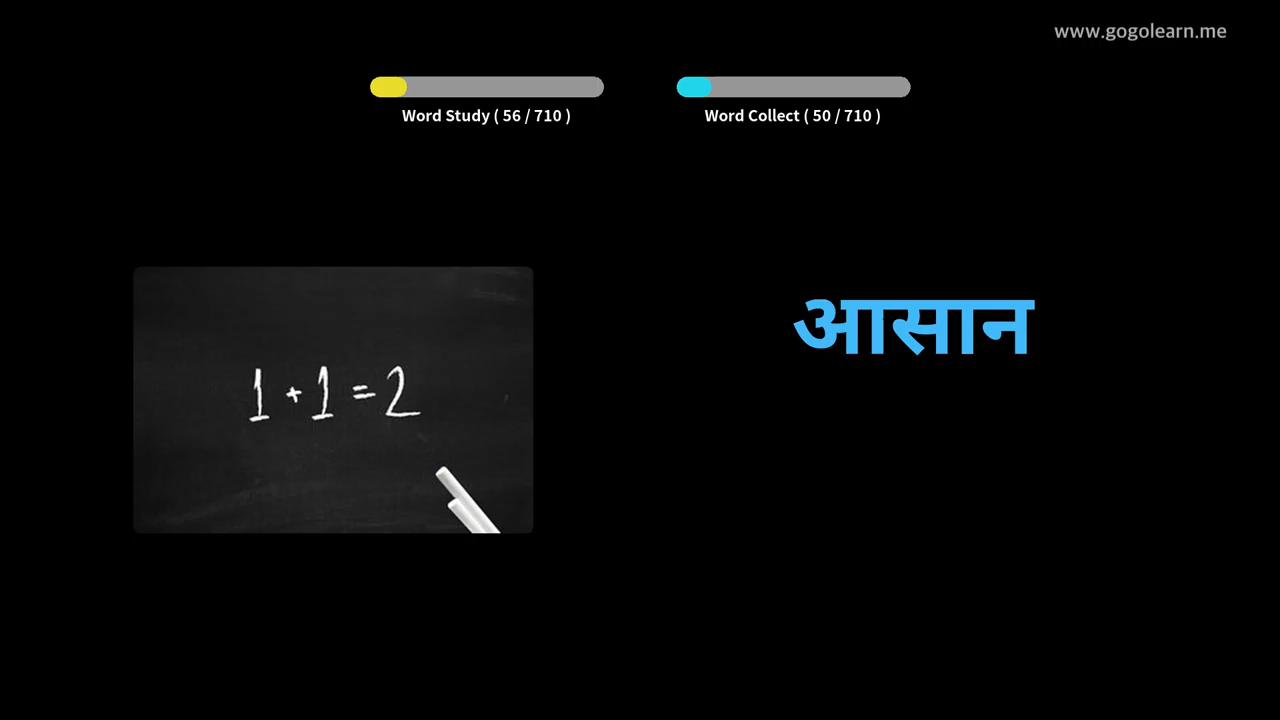 www.gogolearn.me
Word Study ( 56 / 710 )
Word Collect ( 50 / 710 )
आसान
1 + 1 = 2